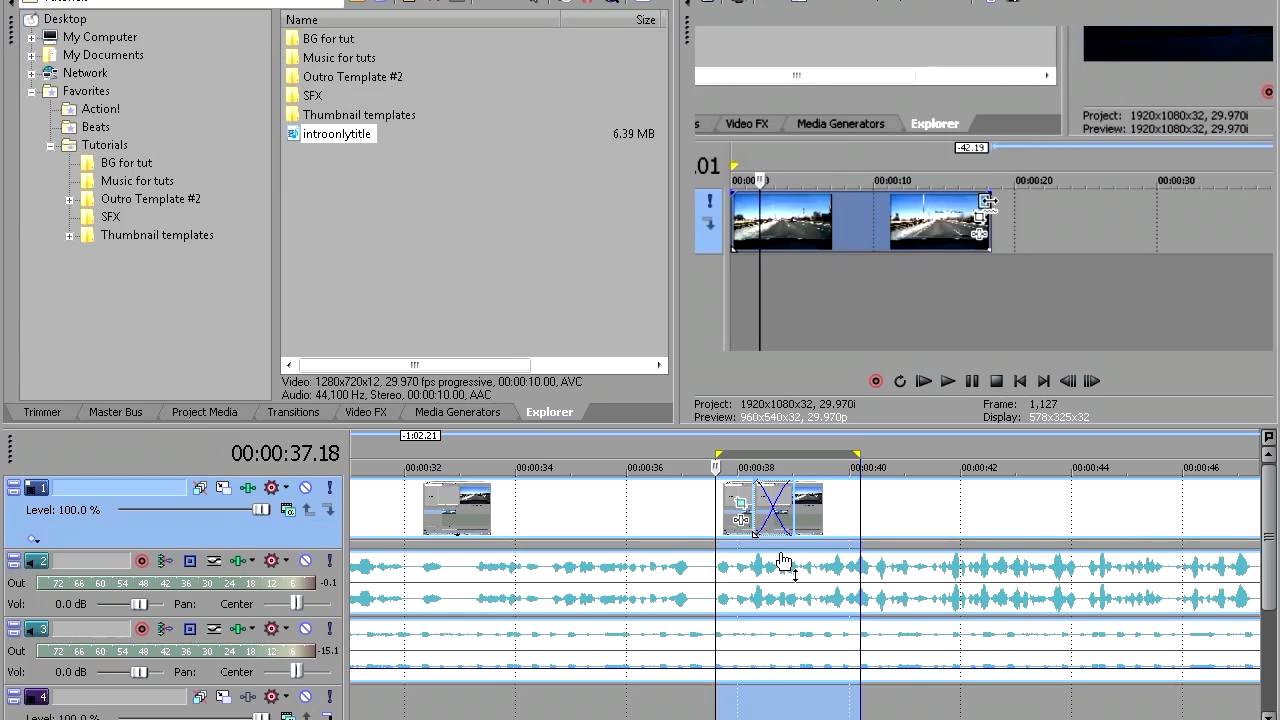 Desktop
My Computer
My Documents
Network
Favorites
Action!
Beats
Tutorials
BG for tut
Music for tuts
Outro Template #2
SFX
Thumbnail templates
Name Size
BG for tut
Music for tuts
Outro Template #2
SFX
Thumbnail templates
introonlytitle 6.39 MB
Video: 1280x720x12, 29.970 fps progressive, 00:00:10.00, AVC
Audio: 44,100 Hz, Stereo, 00:00:10.00, AAC
Trimmer Master Bus Project Media Transitions Video FX Media Generators Explorer
s Video FX Media Generators Explorer
Project: 1920x1080x32, 29.970i
Preview: 1920x1080x32, 29.970i
-42.19
.01
00:00:10 00:00:20 00:00:30
Project: 1920x1080x32, 29.970i Frame: 1,127
Preview: 960x540x32, 29.970p Display: 578x325x32
-1:02.21
00:00:37.18
00:00:32 00:00:34 00:00:36 00:00:38 00:00:40 00:00:42 00:00:44 00:00:46
1
Level: 100.0 %
2
Out 72 66 60 54 48 42 36 30 24 18 12 6 -0.1
Vol: 0.0 dB Pan: Center
3
Out 72 66 60 54 48 42 36 30 24 18 12 6 -15.1
Vol: 0.0 dB Pan: Center
4
Level: 100.0 %